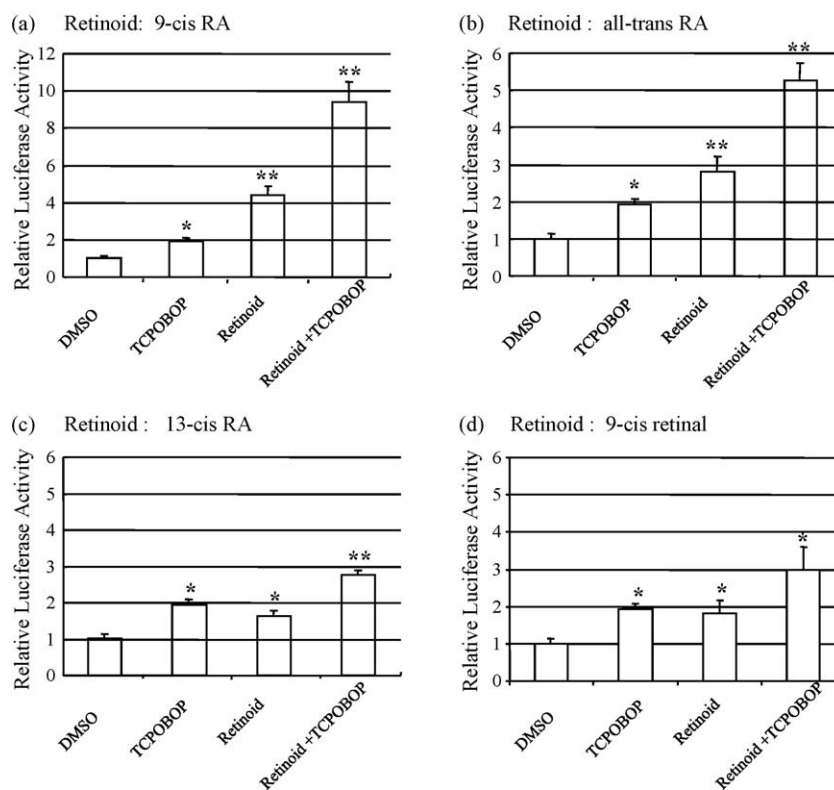 (a) Retinoid: 9-cis RA
Relative Luciferase Activity
12
10
8
6
4
2
0
*
**
**
DMSO
TCPOBOP
Retinoid
Retinoid +TCPOBOP
(b) Retinoid : all-trans RA
Relative Luciferase Activity
6
5
4
3
2
1
0
*
**
**
DMSO
TCPOBOP
Retinoid
Retinoid +TCPOBOP
(c) Retinoid : 13-cis RA
Relative Luciferase Activity
6
5
4
3
2
1
0
*
*
**
DMSO
TCPOBOP
Retinoid
Retinoid +TCPOBOP
(d) Retinoid : 9-cis retinal
Relative Luciferase Activity
6
5
4
3
2
1
0
*
*
*
DMSO
TCPOBOP
Retinoid
Retinoid +TCPOBOP